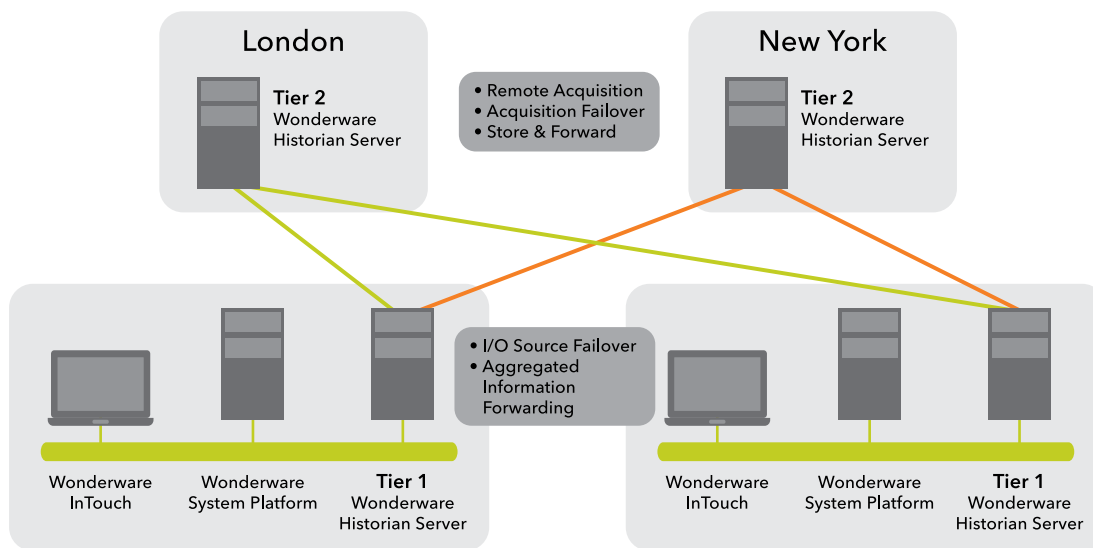 London
Tier 2
Wonderware
Historian Server
• Remote Acquisition
• Acquisition Failover
• Store & Forward
New York
Tier 2
Wonderware
Historian Server
• I/O Source Failover
• Aggregated
Information
Forwarding
Wonderware
InTouch
Wonderware
System Platform
Tier 1
Wonderware
Historian Server
Wonderware
InTouch
Wonderware
System Platform
Tier 1
Wonderware
Historian Server